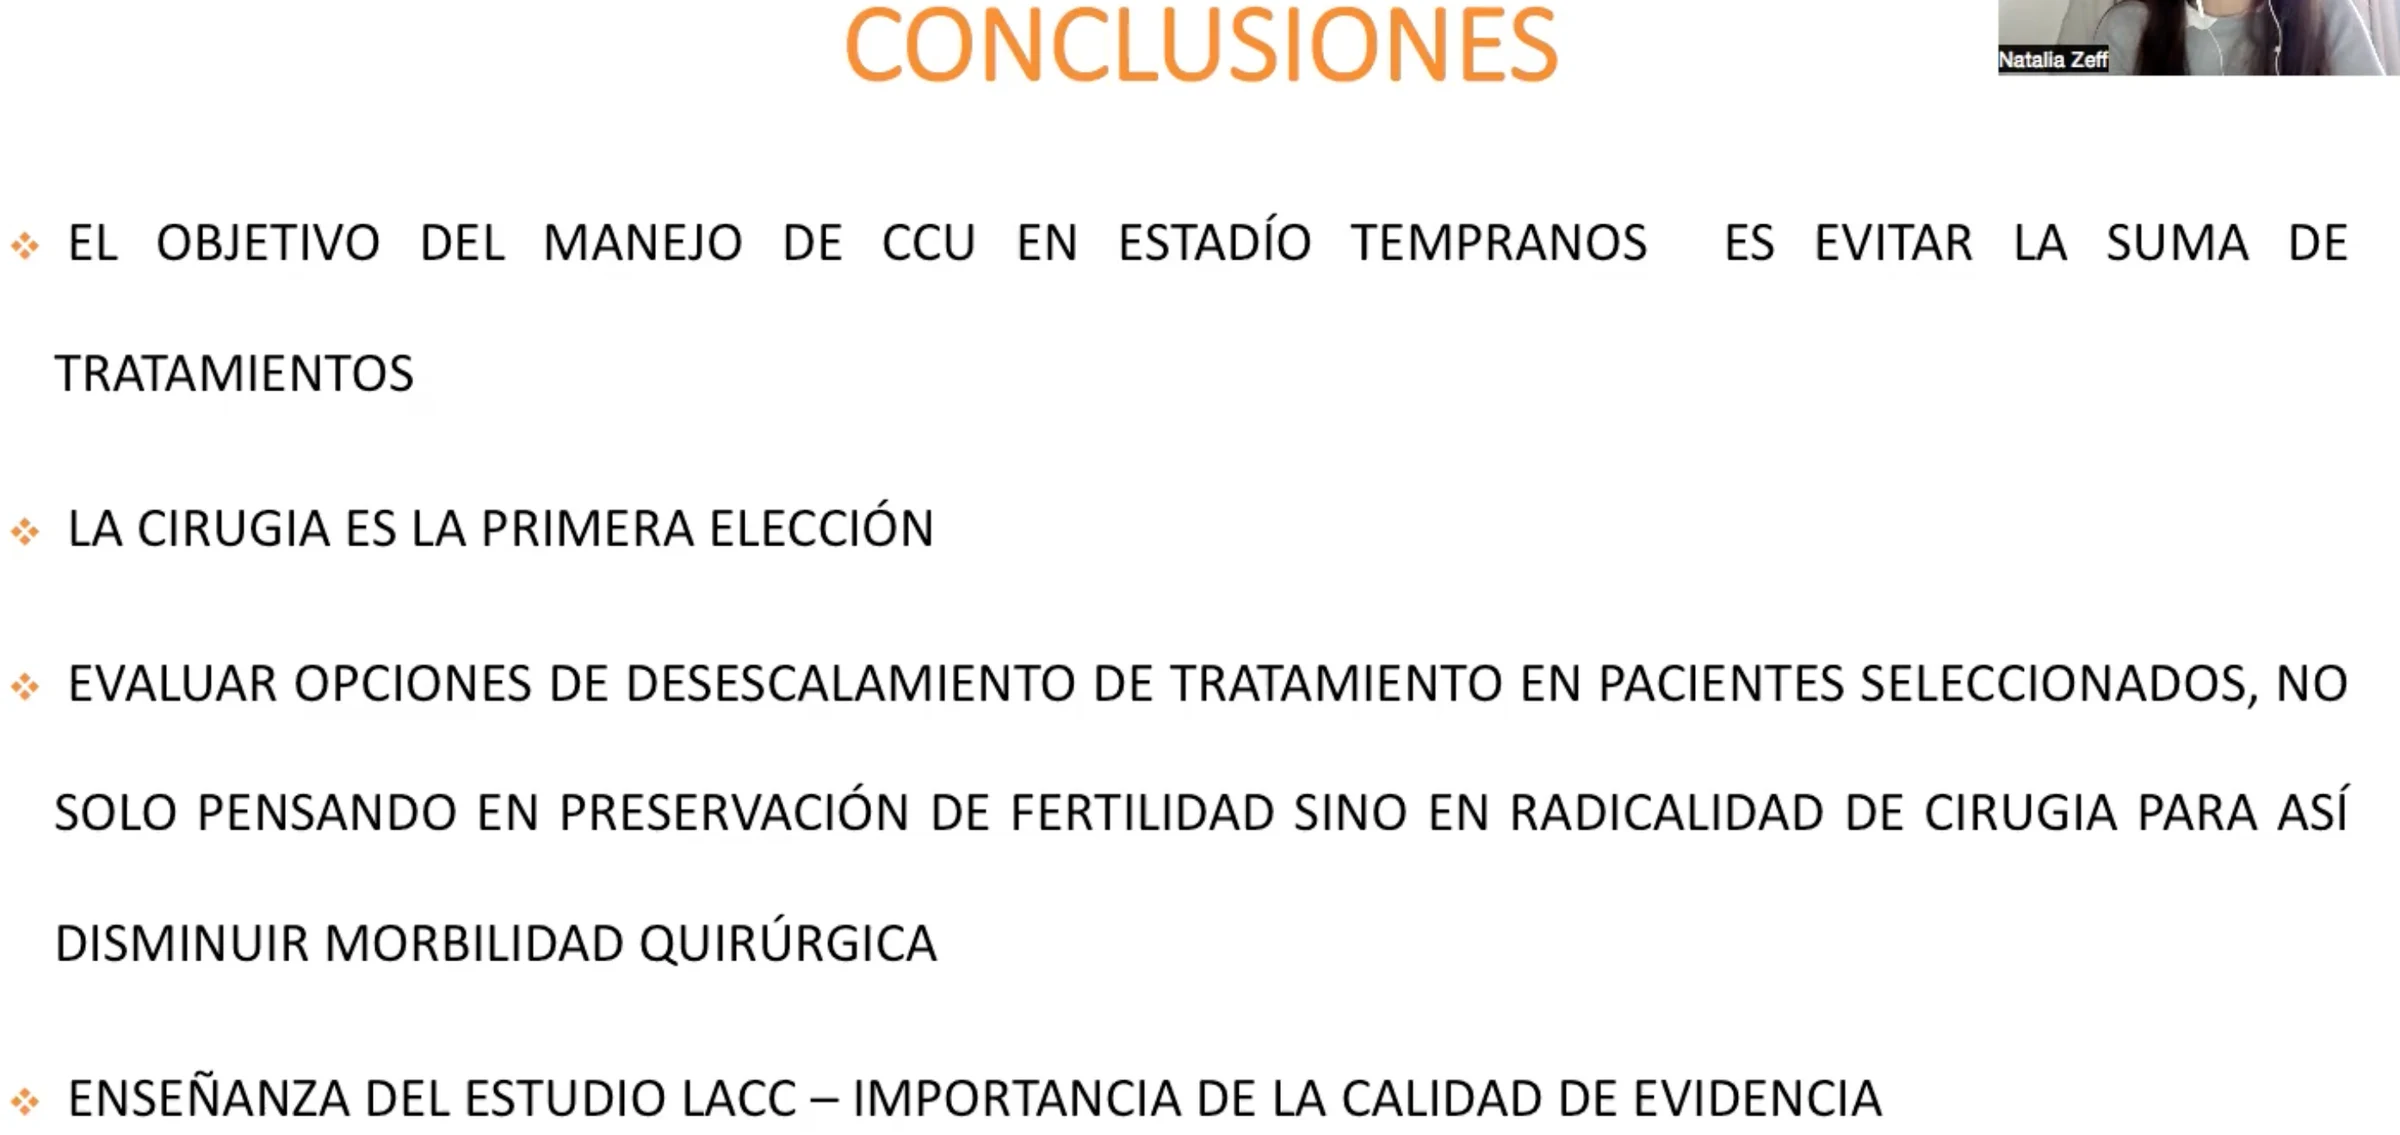 CONCLUSIONES
Natalia Zeff
EL OBJETIVO DEL MANEJO DE CCU EN ESTADÍO TEMPRANOS ES EVITAR LA SUMA DE
TRATAMIENTOS
LA CIRUGIA ES LA PRIMERA ELECCIÓN
EVALUAR OPCIONES DE DESESCALAMIENTO DE TRATAMIENTO EN PACIENTES SELECCIONADOS, NO
SOLO PENSANDO EN PRESERVACIÓN DE FERTILIDAD SINO EN RADICALIDAD DE CIRUGIA PARA ASÍ
DISMINUIR MORBILIDAD QUIRÚRGICA
ENSEÑANZA DEL ESTUDIO LACC – IMPORTANCIA DE LA CALIDAD DE EVIDENCIA